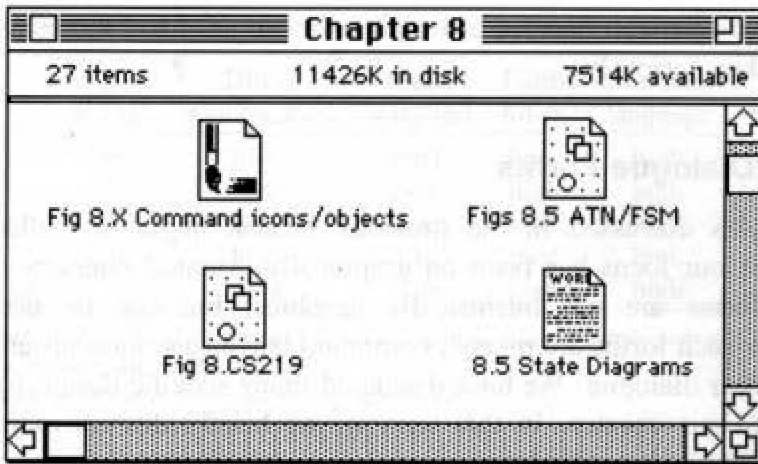 Chapter 8
27 items 11426K in disk 7514K available
Fig 8.X Command icons/objects Figs 8.5 ATN/FSM
WORD
Fig 8.CS219 8.5 State Diagrams